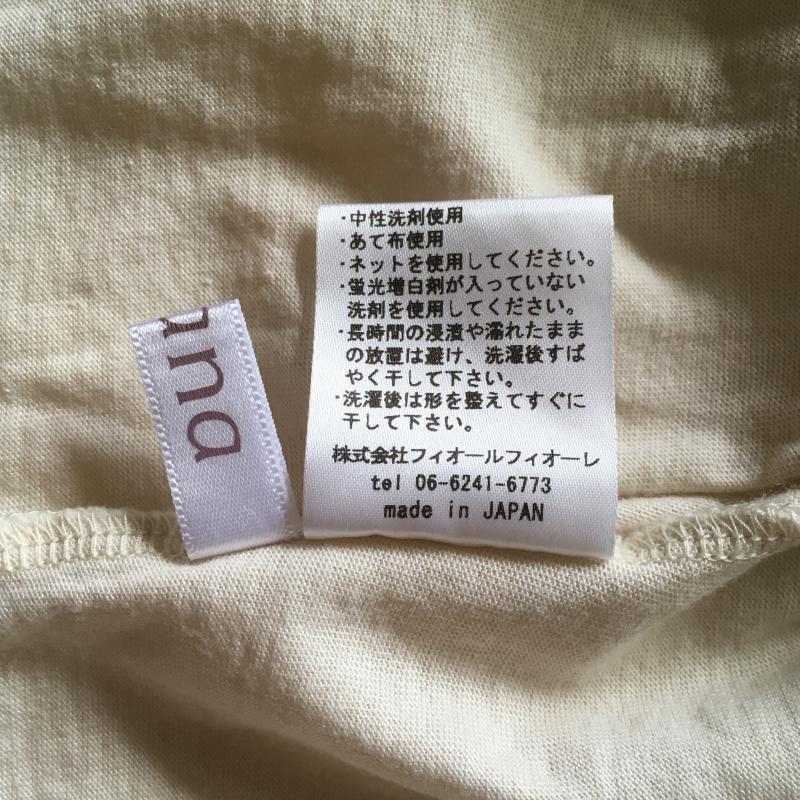 una
・中性洗剤使用
・あて布使用
・ネットを使用してください。
・蛍光増白剤が入っていない
洗剤を使用してください。
・長時間の浸漬や濡れたまま
の放置は避け、洗濯後すば
やく干して下さい。
・洗濯後は形を整えてすぐに
干して下さい。
株式会社フィオールフィオーレ
tel 06-6241-6773
made in JAPAN